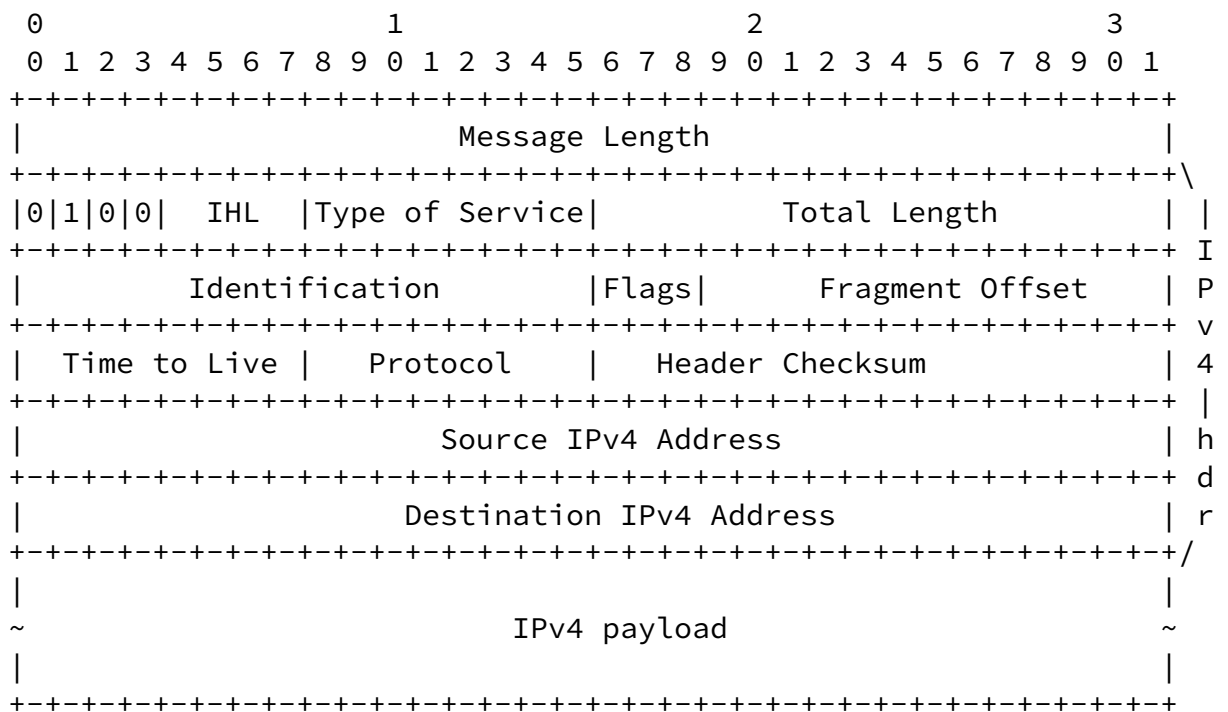 0                   1                   2                   3
 0 1 2 3 4 5 6 7 8 9 0 1 2 3 4 5 6 7 8 9 0 1 2 3 4 5 6 7 8 9 0 1
+-+-+-+-+-+-+-+-+-+-+-+-+-+-+-+-+-+-+-+-+-+-+-+-+-+-+-+-+-+-+-+-+
|                        Message Length                         |
+-+-+-+-+-+-+-+-+-+-+-+-+-+-+-+-+-+-+-+-+-+-+-+-+-+-+-+-+-+-+-+-+\
|0|1|0|0|  IHL  |Type of Service|          Total Length         | |
+-+-+-+-+-+-+-+-+-+-+-+-+-+-+-+-+-+-+-+-+-+-+-+-+-+-+-+-+-+-+-+-+ I
|         Identification        |Flags|      Fragment Offset    | P
+-+-+-+-+-+-+-+-+-+-+-+-+-+-+-+-+-+-+-+-+-+-+-+-+-+-+-+-+-+-+-+-+ v
|  Time to Live |   Protocol    |   Header Checksum             | 4
+-+-+-+-+-+-+-+-+-+-+-+-+-+-+-+-+-+-+-+-+-+-+-+-+-+-+-+-+-+-+-+-+ |
|                       Source IPv4 Address                     | h
+-+-+-+-+-+-+-+-+-+-+-+-+-+-+-+-+-+-+-+-+-+-+-+-+-+-+-+-+-+-+-+-+ d
|                     Destination IPv4 Address                  | r
+-+-+-+-+-+-+-+-+-+-+-+-+-+-+-+-+-+-+-+-+-+-+-+-+-+-+-+-+-+-+-+-+/
|                                                               |
~                           IPv4 payload                        ~
|                                                               |
+-+-+-+-+-+-+-+-+-+-+-+-+-+-+-+-+-+-+-+-+-+-+-+-+-+-+-+-+-+-+-+-+